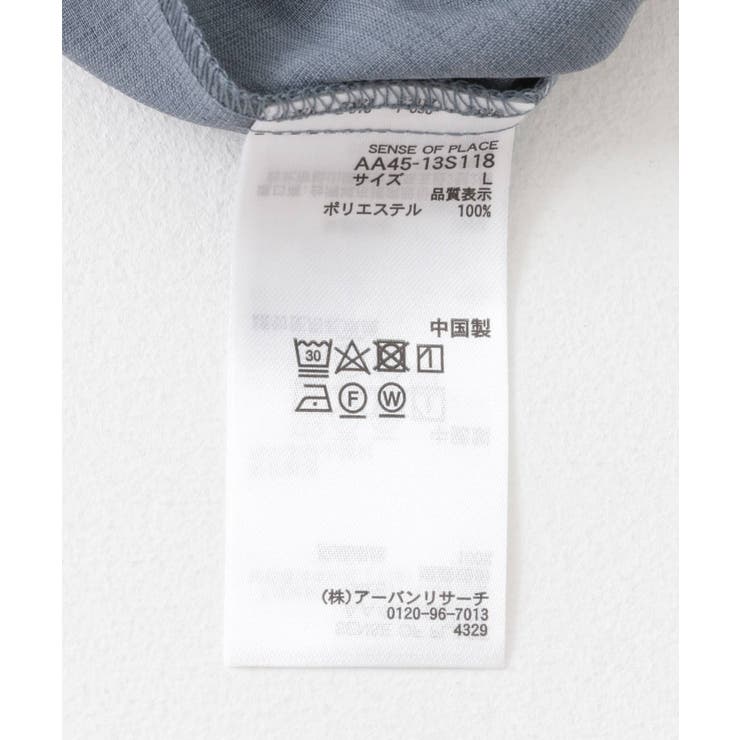 SENSE OF PLACE
AA45-13S118
サイズ L
品質表示
ポリエステル 100%
中国製
30
F W
(株)アーバンリサーチ
0120-96-7013
4329